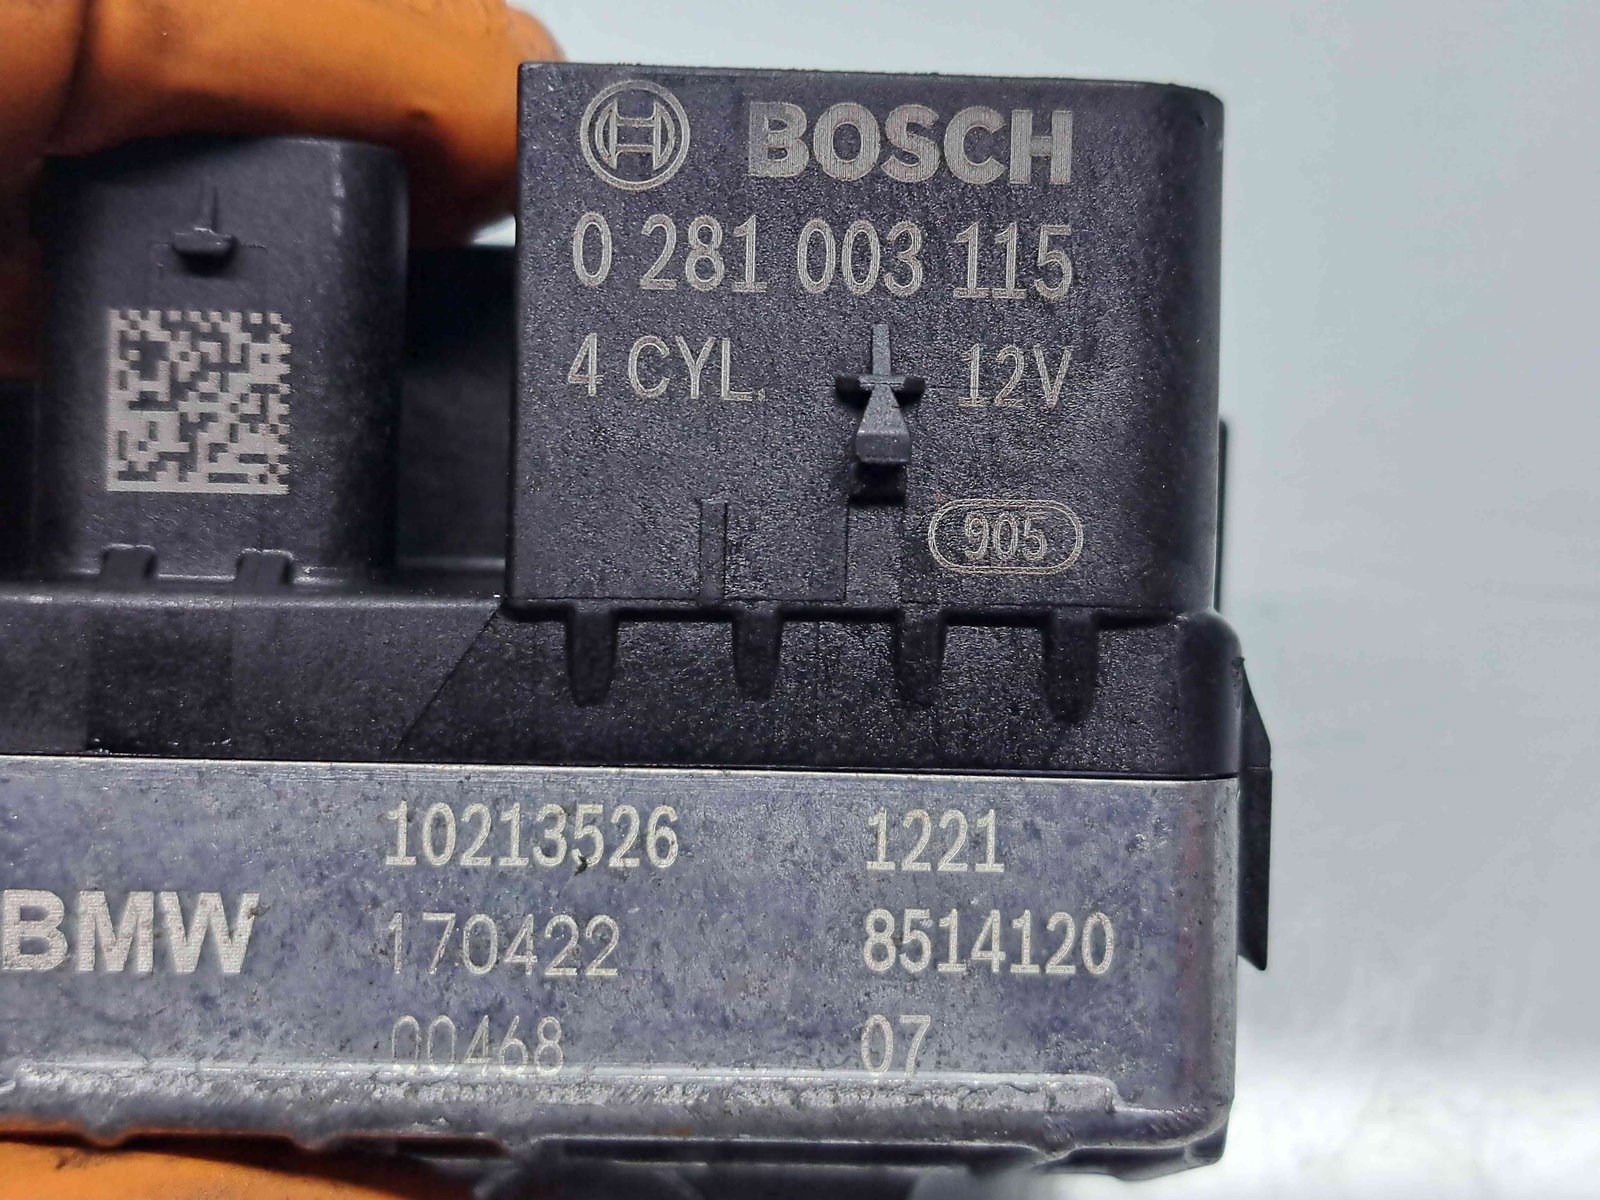 BOSCH
0 281 003 115
4 CYL. 12V
905
10213526 1221
BMW 170422 8514120
00468 07